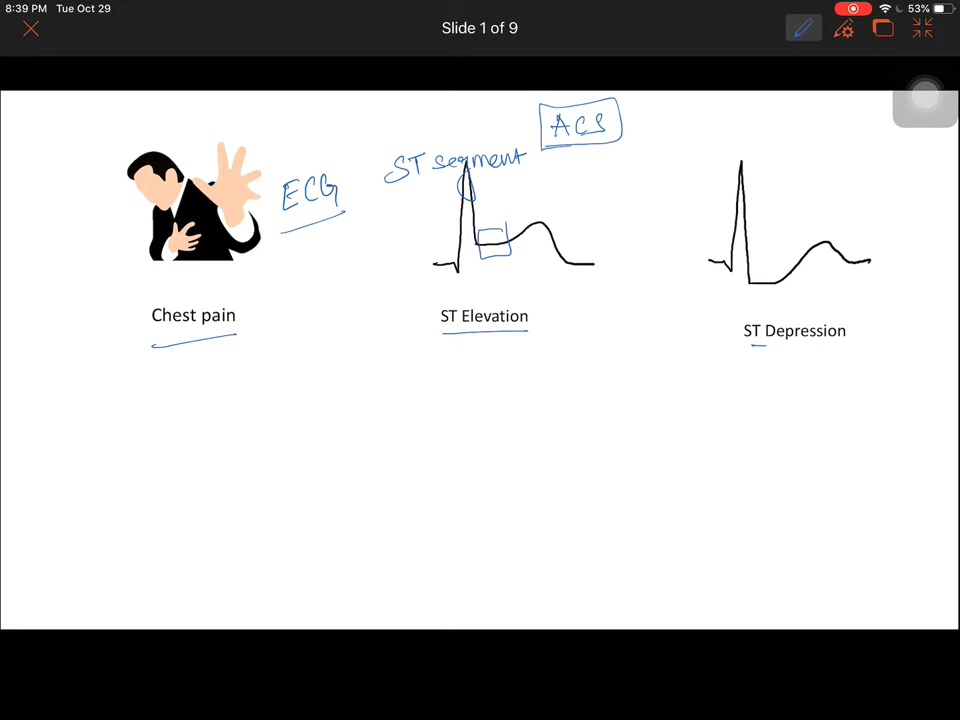 8:39 PM Tue Oct 29
53%
Slide 1 of 9
ACS
ST segment
ECG
Chest pain
ST Elevation
ST Depression